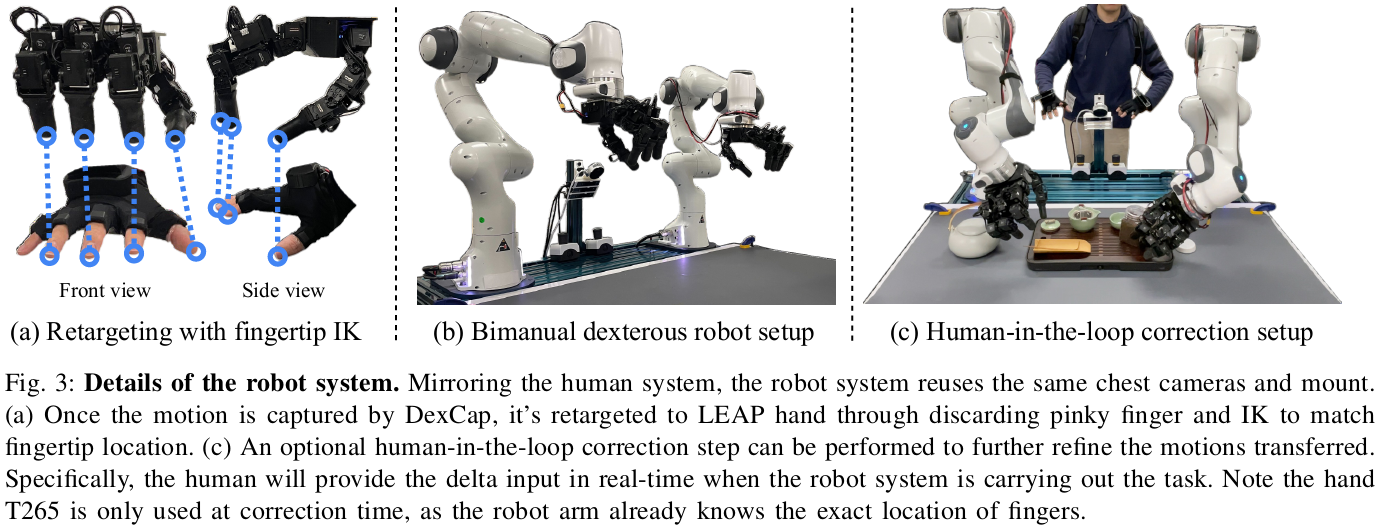 Front view
Side view
(a) Retargeting with fingertip IK
(b) Bimanual dexterous robot setup
(c) Human-in-the-loop correction setup
Fig. 3: Details of the robot system. Mirroring the human system, the robot system reuses the same chest cameras and mount.
(a) Once the motion is captured by DexCap, it's retargeted to LEAP hand through discarding pinky finger and IK to match
fingertip location. (c) An optional human-in-the-loop correction step can be performed to further refine the motions transferred.
Specifically, the human will provide the delta input in real-time when the robot system is carrying out the task. Note the hand
T265 is only used at correction time, as the robot arm already knows the exact location of fingers.